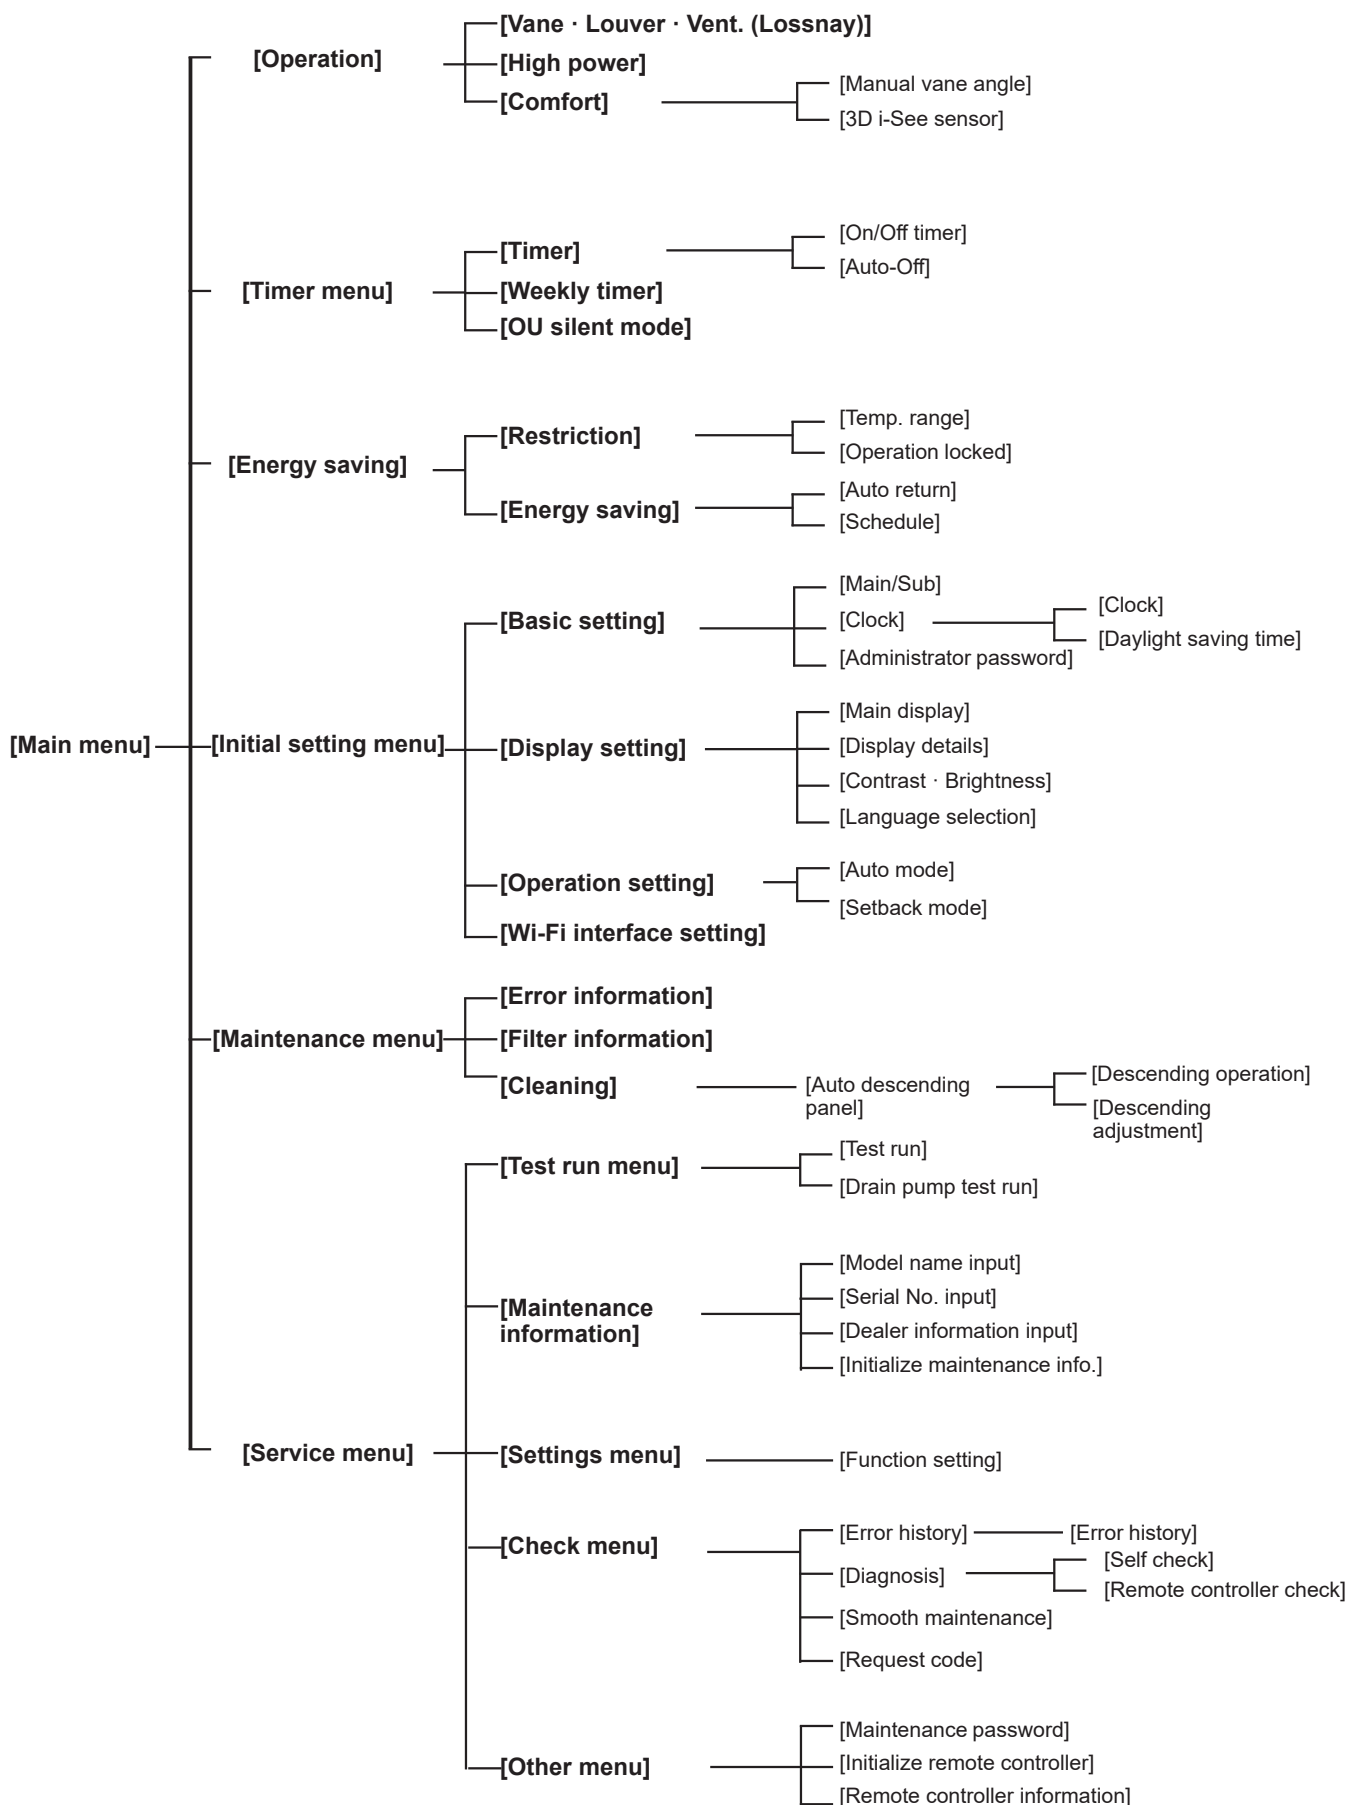 [Vane · Louver · Vent. (Lossnay)]
[Operation]
[High power]
[Comfort]
[Manual vane angle]
[3D i-See sensor]
[Timer menu]
[Timer]
[On/Off timer]
[Auto-Off]
[Weekly timer]
[OU silent mode]
[Energy saving]
[Restriction]
[Temp. range]
[Operation locked]
[Energy saving]
[Auto return]
[Schedule]
[Main menu]
[Initial setting menu]
[Basic setting]
[Main/Sub]
[Clock]
[Clock]
[Daylight saving time]
[Administrator password]
[Display setting]
[Main display]
[Display details]
[Contrast · Brightness]
[Language selection]
[Operation setting]
[Auto mode]
[Setback mode]
[Wi-Fi interface setting]
[Maintenance menu]
[Error information]
[Filter information]
[Cleaning]
[Auto descending
panel]
[Descending operation]
[Descending
adjustment]
[Service menu]
[Test run menu]
[Test run]
[Drain pump test run]
[Maintenance
information]
[Model name input]
[Serial No. input]
[Dealer information input]
[Initialize maintenance info.]
[Settings menu]
[Function setting]
[Check menu]
[Error history]
[Error history]
[Diagnosis]
[Self check]
[Remote controller check]
[Smooth maintenance]
[Request code]
[Other menu]
[Maintenance password]
[Initialize remote controller]
[Remote controller information]